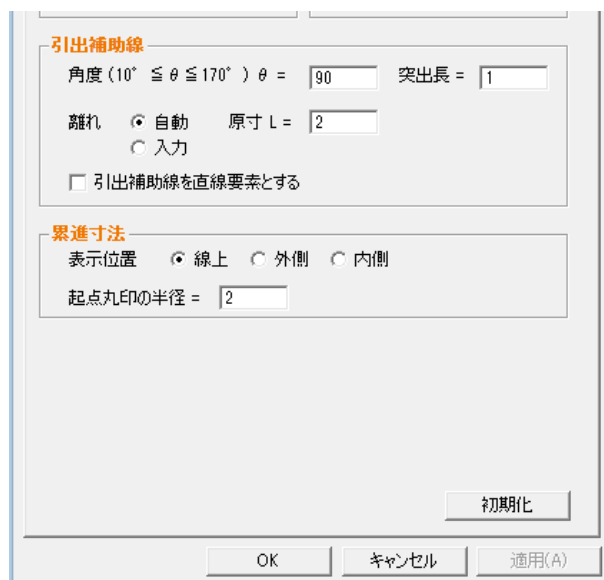 引出補助線
角度(10° ≦θ≦170° ) θ = 90 突出長 = 1
離れ 自動 原寸 L = 2
入力
引出補助線を直線要素とする
累進寸法
表示位置 線上 外側 内側
起点丸印の半径 = 2
初期化
OK キャンセル 適用(A)